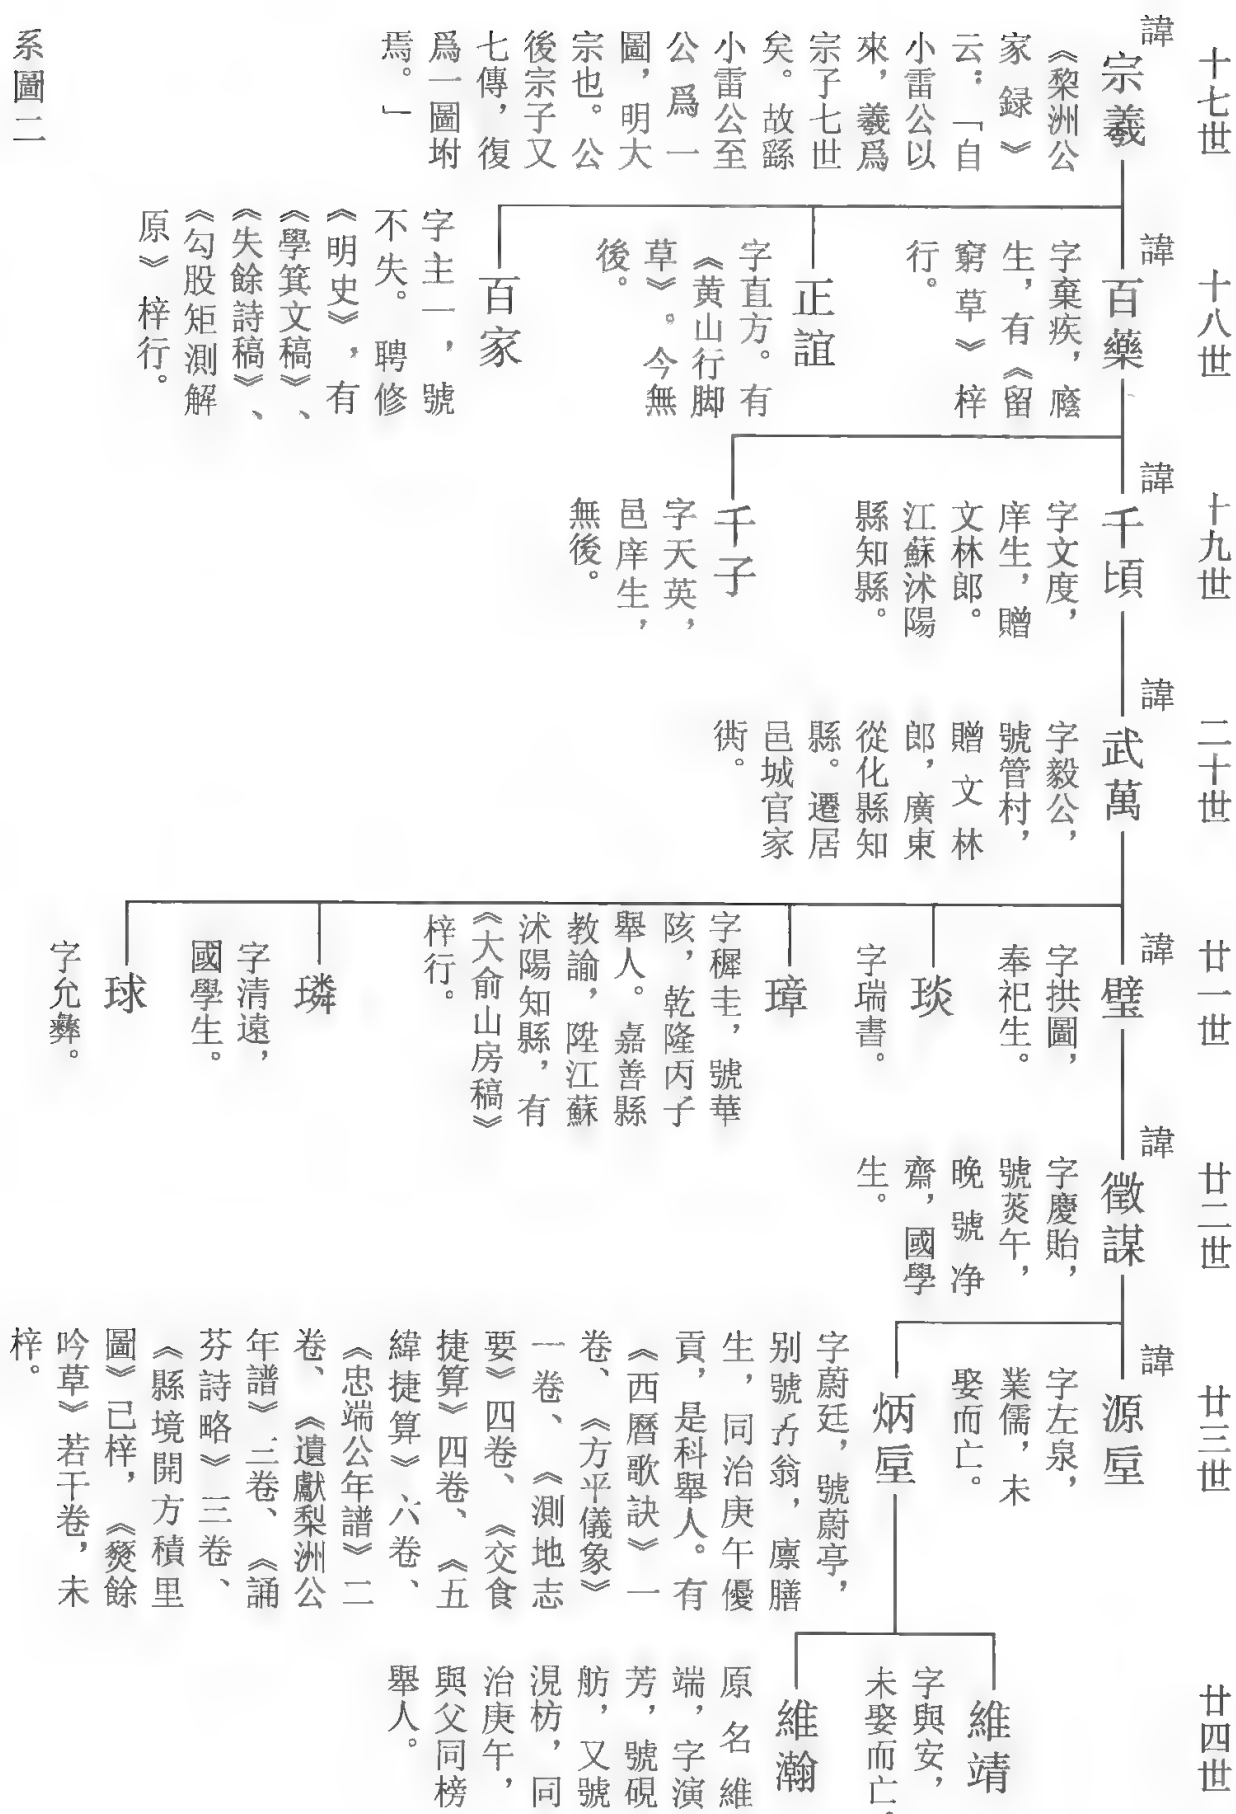 十七世
諱
宗羲
《黎洲公
家録》
云：「自
小雷公以
來，羲爲
宗子七世
矣。故繇
小雷公至
公爲一
圖，明大
宗也。公
後宗子又
七傳，復
爲一圖坿
焉。」
十八世
諱
百藥
字棄疾，廕
生，有《留
窮草》梓
行。
正誼
字直方。有
《黄山行脚
草》。今無
後。
百家
字主一，號
不失。聘修
《明史》，有
《學箕文稿》、
《失餘詩稿》、
《勾股矩測解
原》梓行。
十九世
諱
千頃
字文度，
庠生，贈
文林郎。
江蘇沭陽
縣知縣。
千子
字天英，
邑庠生，
無後。
二十世
諱
武萬
字毅公，
號管村，
贈文林
郎，廣東
從化縣知
縣。遷居
邑城官家
衖。
廿一世
諱
璧
字拱圖，
奉祀生。
琰
字瑞書。
璋
字穉圭，號華
陔，乾隆丙子
舉人。嘉善縣
教諭，陞江蘇
沭陽知縣，有
《大俞山房稿》
梓行。
璘
字清遠，
國學生。
球
字允彝。
廿二世
諱
徵謀
字慶貽，
號莢午，
晚號净
齋，國學
生。
廿三世
諱
源垕
字左泉，
業儒，未
娶而亡。
炳垕
字蔚廷，號蔚亭，
别號䒚翁，廪膳
生，同治庚午優
貢，是科舉人。有
《西曆歌訣》一
卷、《方平儀象》
一卷、《測地志
要》四卷、《交食
捷算》四卷、《五
緯捷算》、六卷、
《忠端公年譜》二
卷、《遺獻梨洲公
年譜》二卷、《誦
芬詩略》三卷、
《縣境開方積里
圖》已梓，《爨餘
吟草》若干卷，未
梓。
廿四世
維靖
字與安，
未娶而亡。
維瀚
原名維
端，字演
芳，號硯
舫，又號
淣枋，同
治庚午，
與父同榜
舉人。
系圖二